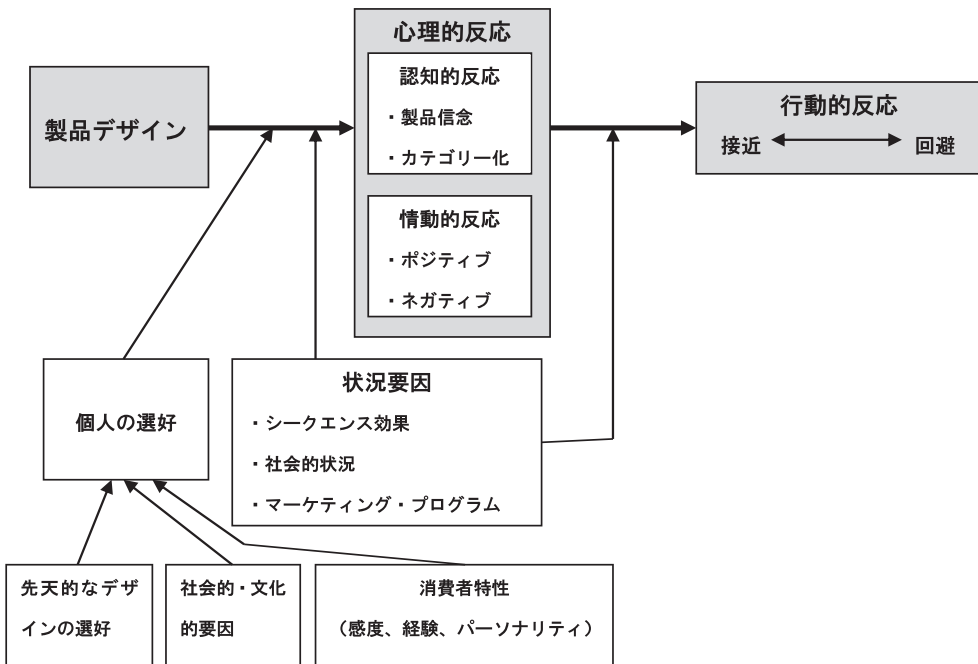 製品デザイン
心理的反応
認知的反応
・製品信念
・カテゴリー化
情動的反応
・ポジティブ
・ネガティブ
行動的反応
接近 回避
個人の選好
状況要因
・シークエンス効果
・社会的状況
・マーケティング・プログラム
先天的なデザ
インの選好
社会的・文化
的要因
消費者特性
（感度、経験、パーソナリティ）